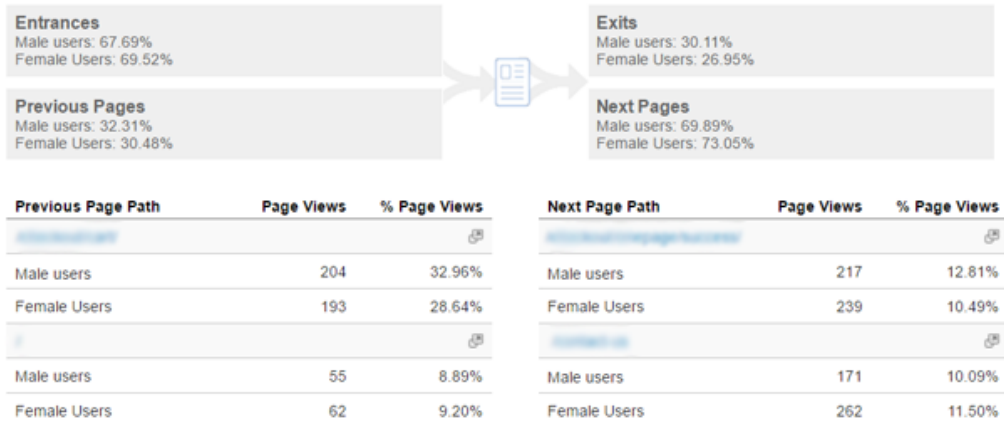 Entrances
Male users: 67.69%
Female Users: 69.52%
Previous Pages
Male users: 32.31%
Female Users: 30.48%
Exits
Male users: 30.11%
Female Users: 26.95%
Next Pages
Male users: 69.89%
Female Users: 73.05%
Previous Page Path Page Views % Page Views
Male users 204 32.96%
Female Users 193 28.64%
/
Male users 55 8.89%
Female Users 62 9.20%
Next Page Path Page Views % Page Views
Male users 217 12.81%
Female Users 239 10.49%
Male users 171 10.09%
Female Users 262 11.50%